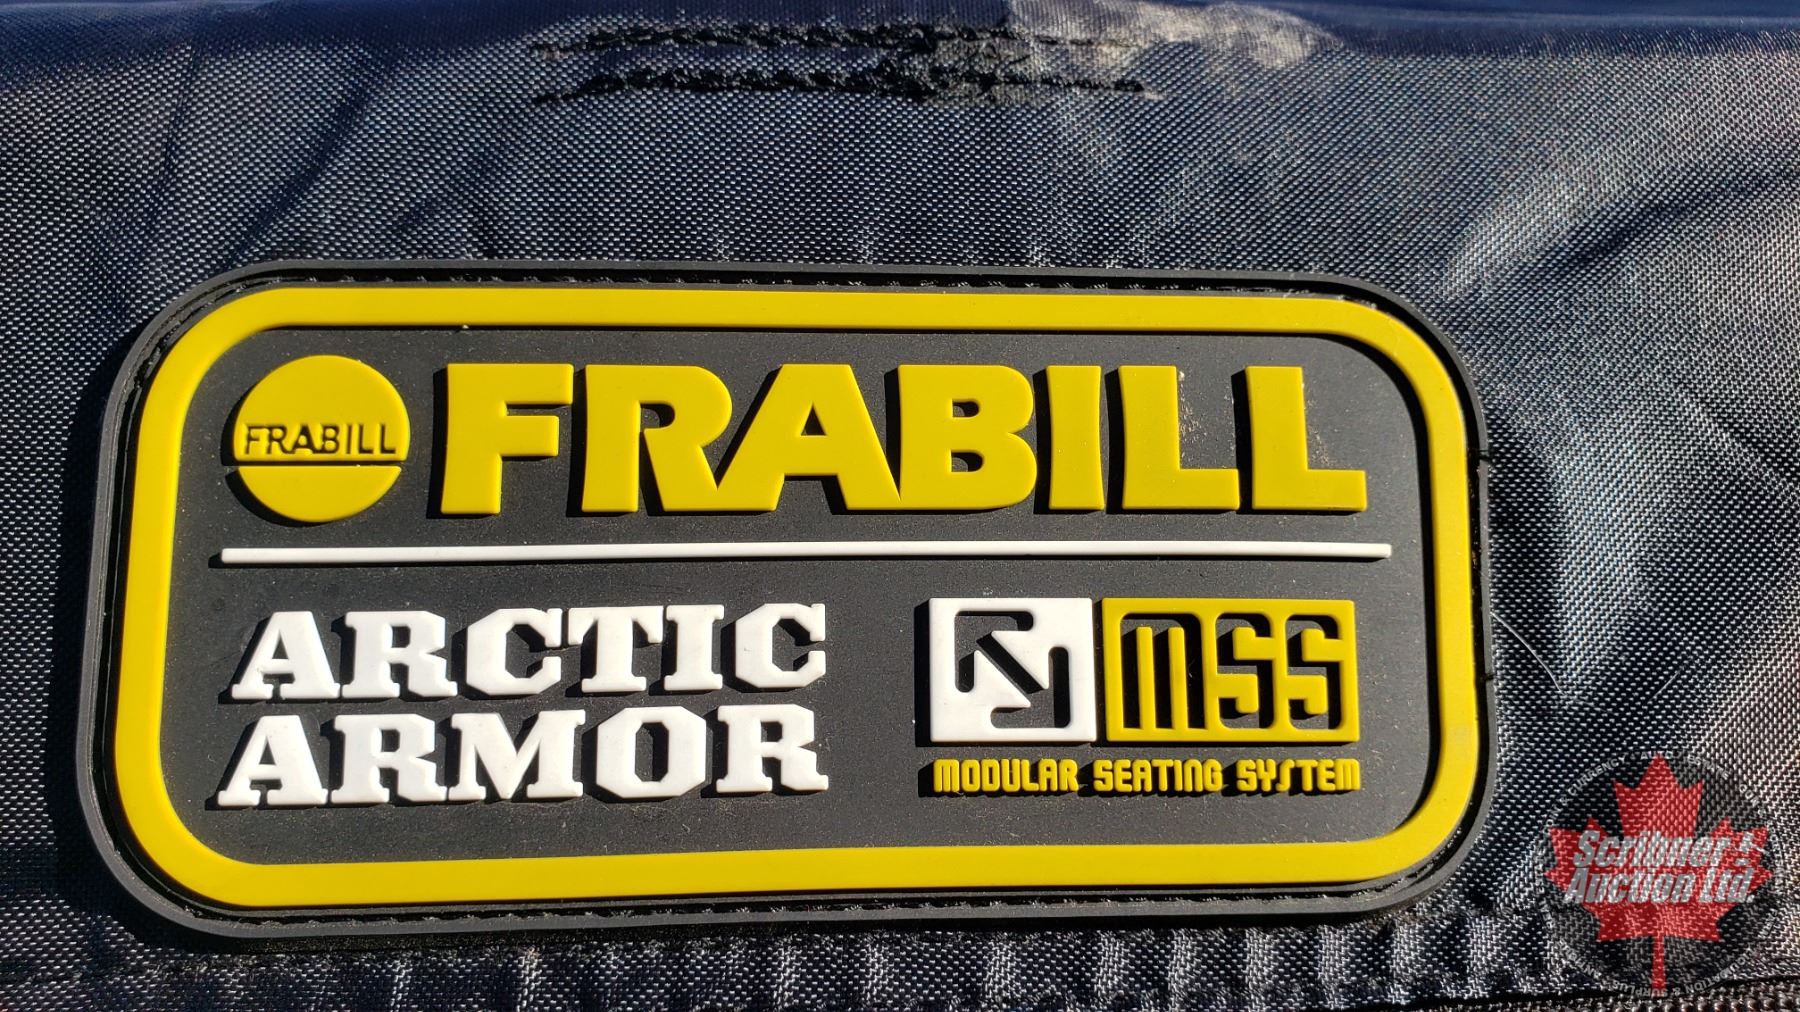 FRABILL
FRABILL
ARCTIC
ARMOR
MSS
MODULAR SEATING SYSTEM
Scribner
Auction Ltd.